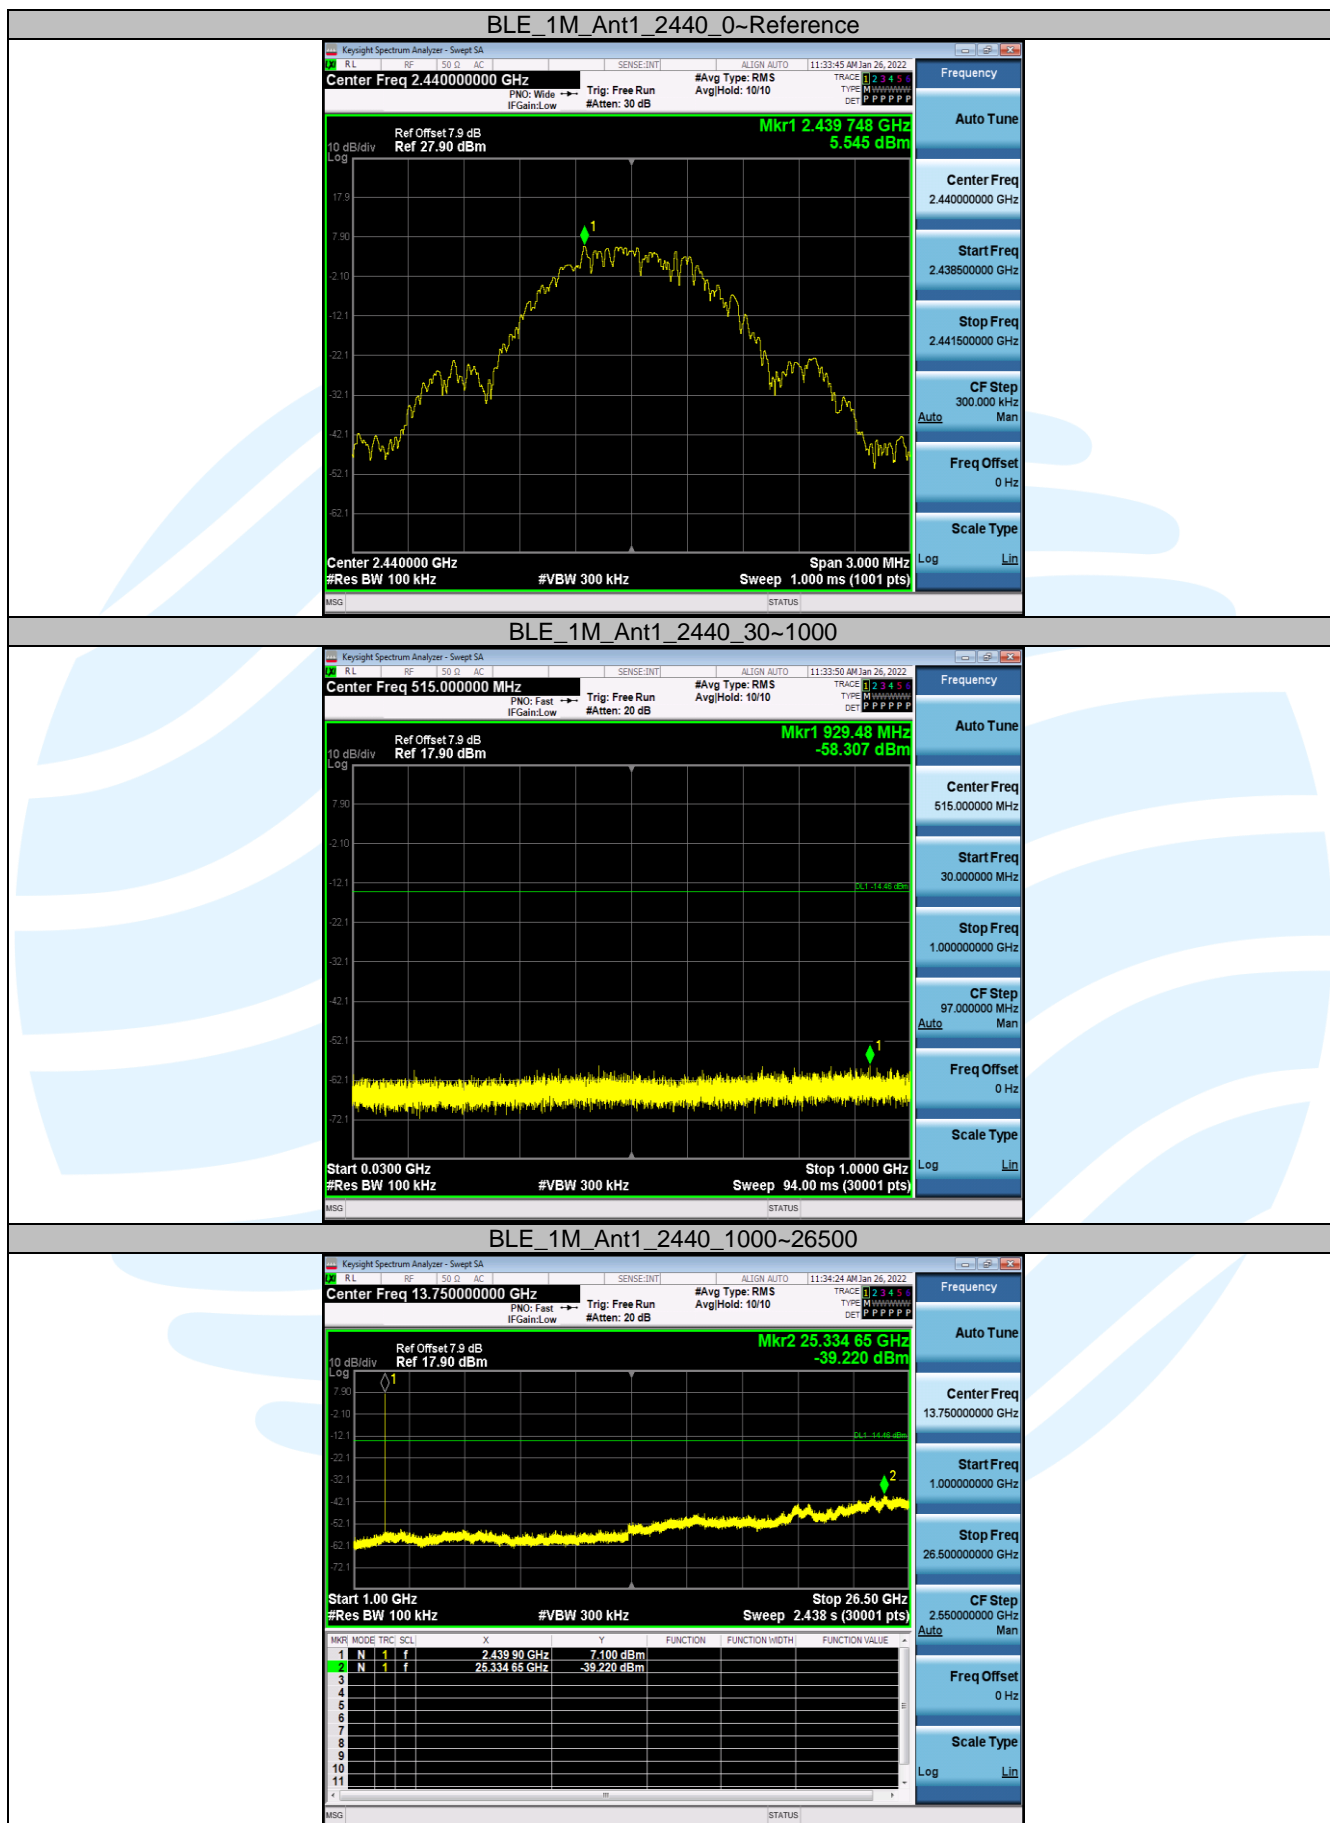 BLE_1M_Ant1_2440_0~Reference
Keysight Spectrum Analyzer - Swept SA
RL RF 50 Ω AC SENSE:INT ALIGN AUTO 11:33:45 AM Jan 26, 2022
Center Freq 2.440000000 GHz
PNO: Wide
IFGain:Low
Trig: Free Run
#Atten: 30 dB
#Avg Type: RMS
Avg|Hold: 10/10
TRACE 1 2 3 4 5 6
TYPE M W W W W W
DET P P P P P P
Mkr1 2.439 748 GHz
5.545 dBm
Ref Offset 7.9 dB
10 dB/div Ref 27.90 dBm
Log
17.9
7.90
-2.10
-12.1
-22.1
-32.1
-42.1
-52.1
-62.1
1
Center 2.440000 GHz Span 3.000 MHz
#Res BW 100 kHz #VBW 300 kHz Sweep 1.000 ms (1001 pts)
MSG STATUS
Frequency
Auto Tune
Center Freq
2.440000000 GHz
Start Freq
2.438500000 GHz
Stop Freq
2.441500000 GHz
CF Step
300.000 kHz
Auto Man
Freq Offset
0 Hz
Scale Type
Log Lin
BLE_1M_Ant1_2440_30~1000
Keysight Spectrum Analyzer - Swept SA
RL RF 50 Ω AC SENSE:INT ALIGN AUTO 11:33:50 AM Jan 26, 2022
Center Freq 515.000000 MHz
PNO: Fast
IFGain:Low
Trig: Free Run
#Atten: 20 dB
#Avg Type: RMS
Avg|Hold: 10/10
TRACE 1 2 3 4 5 6
TYPE M W W W W W
DET P P P P P P
Mkr1 929.48 MHz
-58.307 dBm
Ref Offset 7.9 dB
10 dB/div Ref 17.90 dBm
Log
7.90
-2.10
-12.1
-22.1
-32.1
-42.1
-52.1
-62.1
-72.1
DL1 -14.46 dBm
1
Start 0.0300 GHz Stop 1.0000 GHz
#Res BW 100 kHz #VBW 300 kHz Sweep 94.00 ms (30001 pts)
MSG STATUS
Frequency
Auto Tune
Center Freq
515.000000 MHz
Start Freq
30.000000 MHz
Stop Freq
1.000000000 GHz
CF Step
97.000000 MHz
Auto Man
Freq Offset
0 Hz
Scale Type
Log Lin
BLE_1M_Ant1_2440_1000~26500
Keysight Spectrum Analyzer - Swept SA
RL RF 50 Ω AC SENSE:INT ALIGN AUTO 11:34:24 AM Jan 26, 2022
Center Freq 13.750000000 GHz
PNO: Fast
IFGain:Low
Trig: Free Run
#Atten: 20 dB
#Avg Type: RMS
Avg|Hold: 10/10
TRACE 1 2 3 4 5 6
TYPE M W W W W W
DET P P P P P P
Mkr2 25.334 65 GHz
-39.220 dBm
Ref Offset 7.9 dB
10 dB/div Ref 17.90 dBm
Log
7.90
-2.10
-12.1
-22.1
-32.1
-42.1
-52.1
-62.1
-72.1
1
DL1 -14.46 dBm
2
Start 1.00 GHz Stop 26.50 GHz
#Res BW 100 kHz #VBW 300 kHz Sweep 2.438 s (30001 pts)
MKR MODE TRC SCL X Y FUNCTION FUNCTION WIDTH FUNCTION VALUE
1 N 1 f 2.439 90 GHz 7.100 dBm
2 N 1 f 25.334 65 GHz -39.220 dBm
3
4
5
6
7
8
9
10
11
MSG STATUS
Frequency
Auto Tune
Center Freq
13.750000000 GHz
Start Freq
1.000000000 GHz
Stop Freq
26.500000000 GHz
CF Step
2.550000000 GHz
Auto Man
Freq Offset
0 Hz
Scale Type
Log Lin